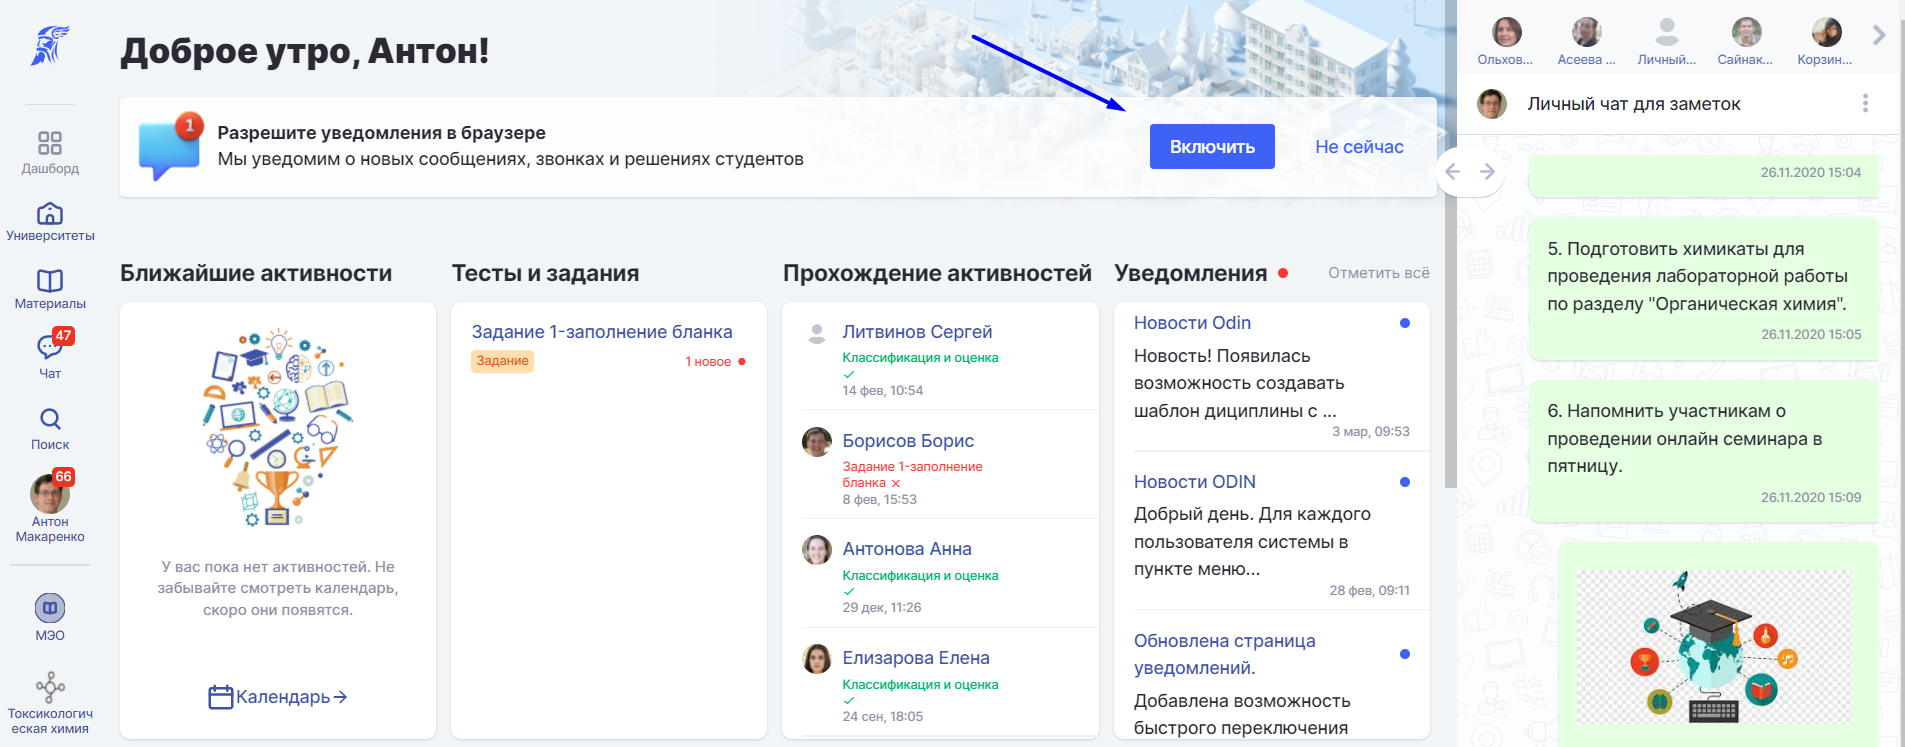 Доброе утро, Антон!
1
Разрешите уведомления в браузере
Мы уведомим о новых сообщениях, звонках и решениях студентов
Включить
Не сейчас
Дашборд
Университеты
Материалы
47
Чат
Поиск
66
Антон
Макаренко
МЭО
Токсикологич
еская химия
Ближайшие активности
У вас пока нет активностей. Не
забывайте смотреть календарь,
скоро они появятся.
Календарь
Тесты и задания
Задание 1-заполнение бланка
Задание
1 новое
Прохождение активностей
Литвинов Сергей
Классификация и оценка
14 фев, 10:54
Борисов Борис
Задание 1-заполнение
бланка
8 фев, 15:53
Антонова Анна
Классификация и оценка
29 дек, 11:26
Елизарова Елена
Классификация и оценка
24 сен, 18:05
Уведомления
Отметить всё
Новости Odin
Новость! Появилась
возможность создавать
шаблон дициплины с ...
3 мар, 09:53
Новости ODIN
Добрый день. Для каждого
пользователя системы в
пункте меню...
28 фев, 09:11
Обновлена страница
уведомлений.
Добавлена возможность
быстрого переключения
Ольхов...
Асеева ...
Личный...
Сайнак...
Корзин...
Личный чат для заметок
26.11.2020 15:04
5. Подготовить химикаты для
проведения лабораторной работы
по разделу "Органическая химия".
26.11.2020 15:05
6. Напомнить участникам о
проведении онлайн семинара в
пятницу.
26.11.2020 15:09